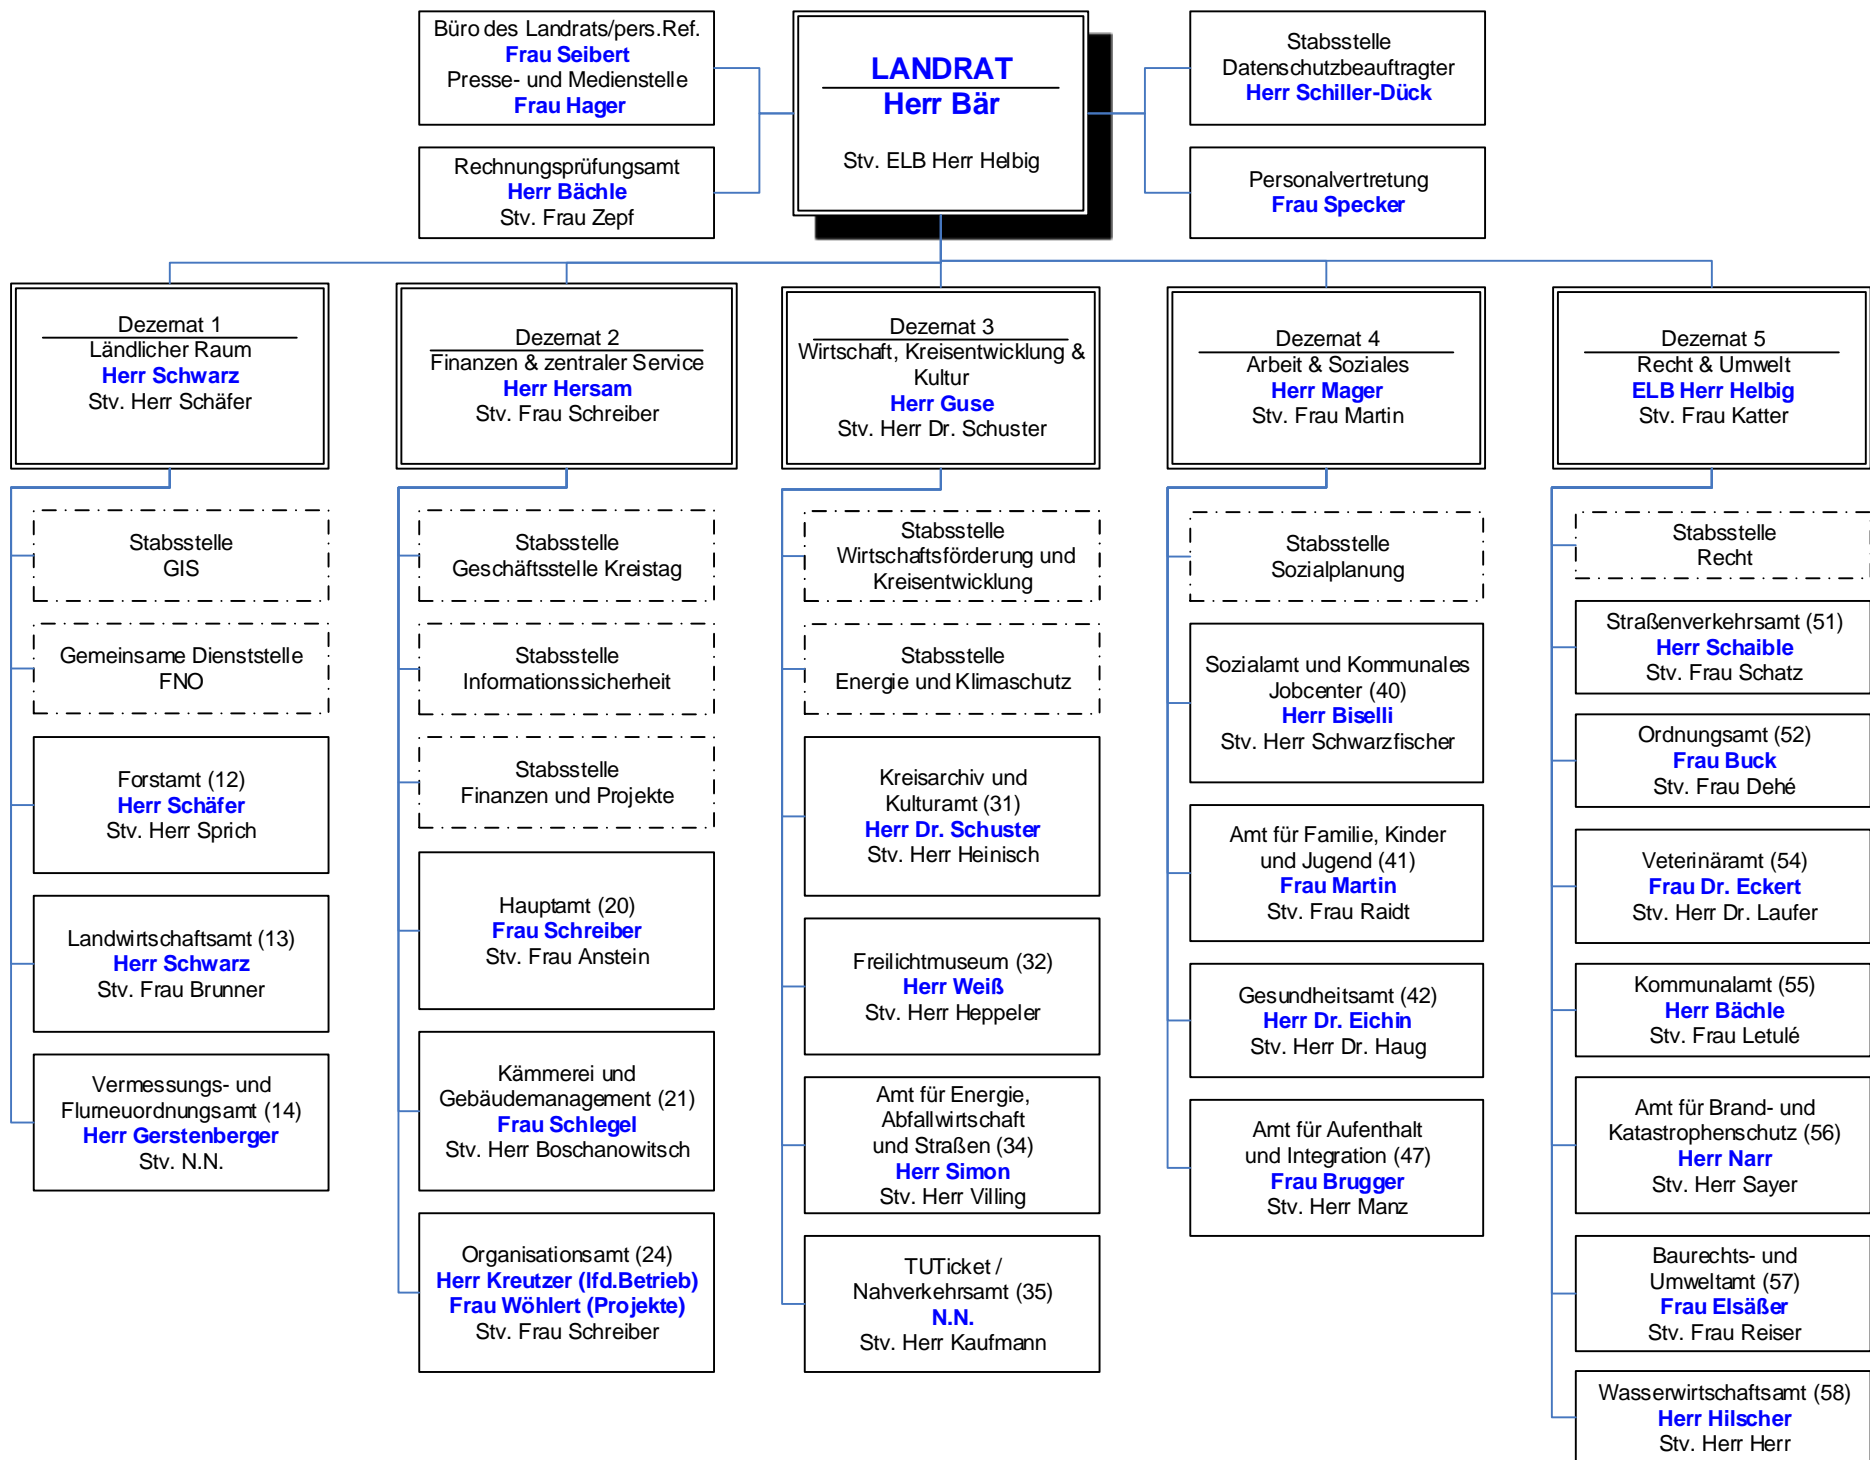 Büro des Landrats/pers.Ref.
Frau Seibert
Presse- und Medienstelle
Frau Hager
Rechnungsprüfungsamt
Herr Bächle
Stv. Frau Zepf
LANDRAT
Herr Bär
Stv. ELB Herr Helbig
Stabsstelle
Datenschutzbeauftragter
Herr Schiller-Dück
Personalvertretung
Frau Specker
Dezernat 1
Ländlicher Raum
Herr Schwarz
Stv. Herr Schäfer
Stabsstelle
GIS
Gemeinsame Dienststelle
FNO
Forstamt (12)
Herr Schäfer
Stv. Herr Sprich
Landwirtschaftsamt (13)
Herr Schwarz
Stv. Frau Brunner
Vermessungs- und
Flurneuordnungsamt (14)
Herr Gerstenberger
Stv. N.N.
Dezernat 2
Finanzen & zentraler Service
Herr Hersam
Stv. Frau Schreiber
Stabsstelle
Geschäftsstelle Kreistag
Stabsstelle
Informationssicherheit
Stabsstelle
Finanzen und Projekte
Hauptamt (20)
Frau Schreiber
Stv. Frau Anstein
Kämmerei und
Gebäudemanagement (21)
Frau Schlegel
Stv. Herr Boschanowitsch
Organisationsamt (24)
Herr Kreutzer (lfd.Betrieb)
Frau Wöhlert (Projekte)
Stv. Frau Schreiber
Dezernat 3
Wirtschaft, Kreisentwicklung &
Kultur
Herr Guse
Stv. Herr Dr. Schuster
Stabsstelle
Wirtschaftsförderung und
Kreisentwicklung
Stabsstelle
Energie und Klimaschutz
Kreisarchiv und
Kulturamt (31)
Herr Dr. Schuster
Stv. Herr Heinisch
Freilichtmuseum (32)
Herr Weiß
Stv. Herr Heppeler
Amt für Energie,
Abfallwirtschaft
und Straßen (34)
Herr Simon
Stv. Herr Villing
TUTicket /
Nahverkehrsamt (35)
N.N.
Stv. Herr Kaufmann
Dezernat 4
Arbeit & Soziales
Herr Mager
Stv. Frau Martin
Stabsstelle
Sozialplanung
Sozialamt und Kommunales
Jobcenter (40)
Herr Biselli
Stv. Herr Schwarzfischer
Amt für Familie, Kinder
und Jugend (41)
Frau Martin
Stv. Frau Raidt
Gesundheitsamt (42)
Herr Dr. Eichin
Stv. Herr Dr. Haug
Amt für Aufenthalt
und Integration (47)
Frau Brugger
Stv. Herr Manz
Dezernat 5
Recht & Umwelt
ELB Herr Helbig
Stv. Frau Katter
Stabsstelle
Recht
Straßenverkehrsamt (51)
Herr Schaible
Stv. Frau Schatz
Ordnungsamt (52)
Frau Buck
Stv. Frau Dehé
Veterinäramt (54)
Frau Dr. Eckert
Stv. Herr Dr. Laufer
Kommunalamt (55)
Herr Bächle
Stv. Frau Letulé
Amt für Brand- und
Katastrophenschutz (56)
Herr Narr
Stv. Herr Sayer
Baurechts- und
Umweltamt (57)
Frau Elsäßer
Stv. Frau Reiser
Wasserwirtschaftsamt (58)
Herr Hilscher
Stv. Herr Herr